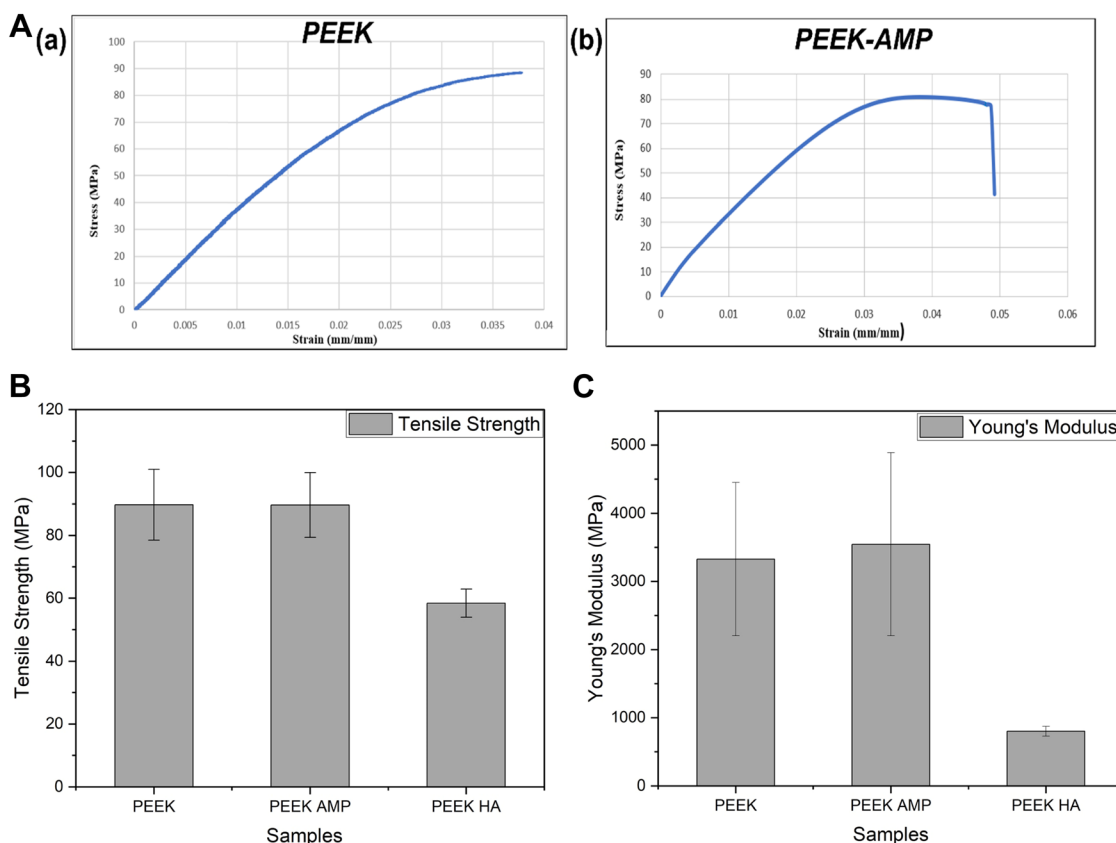 A
(a)
PEEK
Stress (MPa)
100
90
80
70
60
50
40
30
20
10
0
0 0.005 0.01 0.015 0.02 0.025 0.03 0.035 0.04
Strain (mm/mm)
(b)
PEEK-AMP
Stress (MPa)
90
80
70
60
50
40
30
20
10
0
0 0.01 0.02 0.03 0.04 0.05 0.06
Strain (mm/mm)
B
Tensile Strength
Tensile Strength (MPa)
120
100
80
60
40
20
0
PEEK PEEK AMP PEEK HA
Samples
C
Young's Modulus
Young's Modulus (MPa)
5000
4000
3000
2000
1000
0
PEEK PEEK AMP PEEK HA
Samples